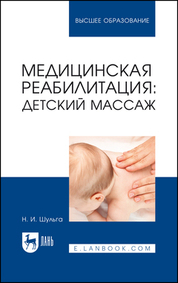 ВЫСШЕЕ ОБРАЗОВАНИЕ
МЕДИЦИНСКАЯ
РЕАБИЛИТАЦИЯ:
ДЕТСКИЙ МАССАЖ
Н. И. Шульга
ЛАНЬ
E.LANBOOK.COM